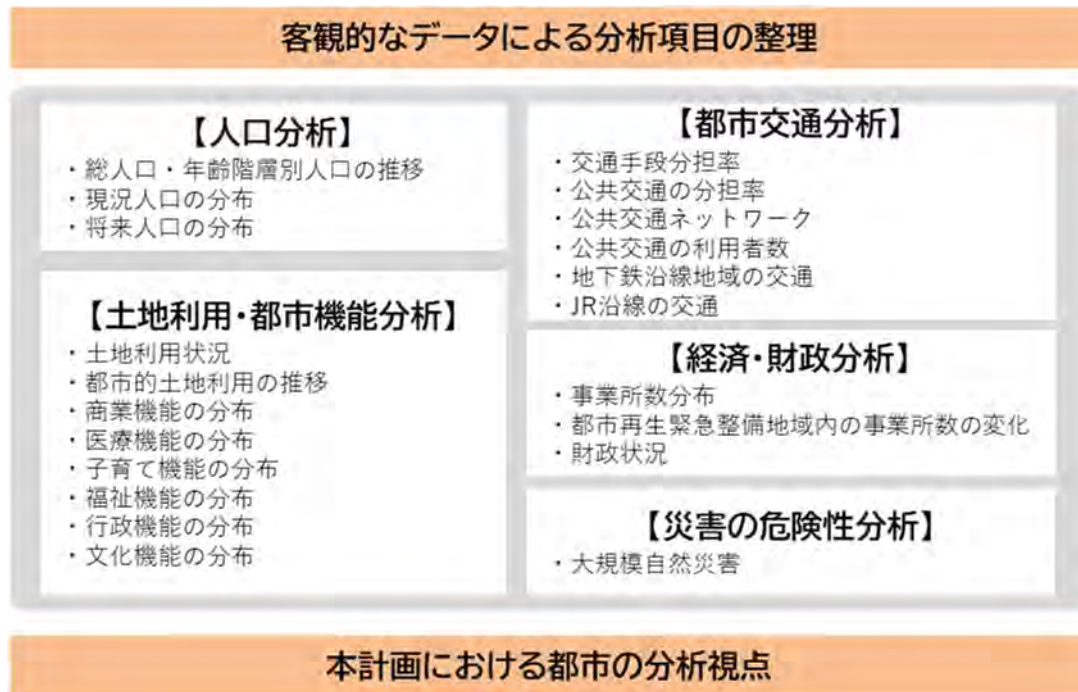 客観的なデータによる分析項目の整理
【人口分析】
・総人口・年齢階層別人口の推移
・現況人口の分布
・将来人口の分布
【土地利用・都市機能分析】
・土地利用状況
・都市的土地利用の推移
・商業機能の分布
・医療機能の分布
・子育て機能の分布
・福祉機能の分布
・行政機能の分布
・文化機能の分布
【都市交通分析】
・交通手段分担率
・公共交通の分担率
・公共交通ネットワーク
・公共交通の利用者数
・地下鉄沿線地域の交通
・JR沿線の交通
【経済・財政分析】
・事業所数分布
・都市再生緊急整備地域内の事業所数の変化
・財政状況
【災害の危険性分析】
・大規模自然災害
本計画における都市の分析視点